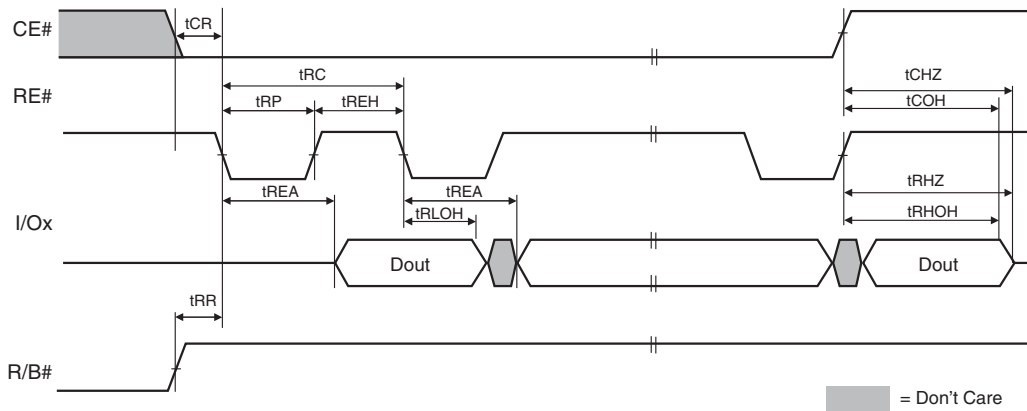 CE#
tCR
tRC
tCHZ
RE#
tRP
tREH
tCOH
tREA
tREA
tRHZ
tRLOH
tRHOH
I/Ox
Dout
Dout
tRR
R/B#
= Don't Care